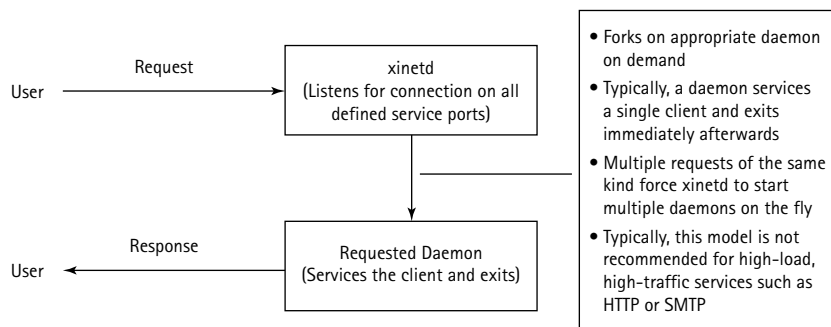 User
Request
xinetd
(Listens for connection on all
defined service ports)
User
Response
Requested Daemon
(Services the client and exits)
• Forks on appropriate daemon
on demand
• Typically, a daemon services
a single client and exits
immediately afterwards
• Multiple requests of the same
kind force xinetd to start
multiple daemons on the fly
• Typically, this model is not
recommended for high-load,
high-traffic services such as
HTTP or SMTP